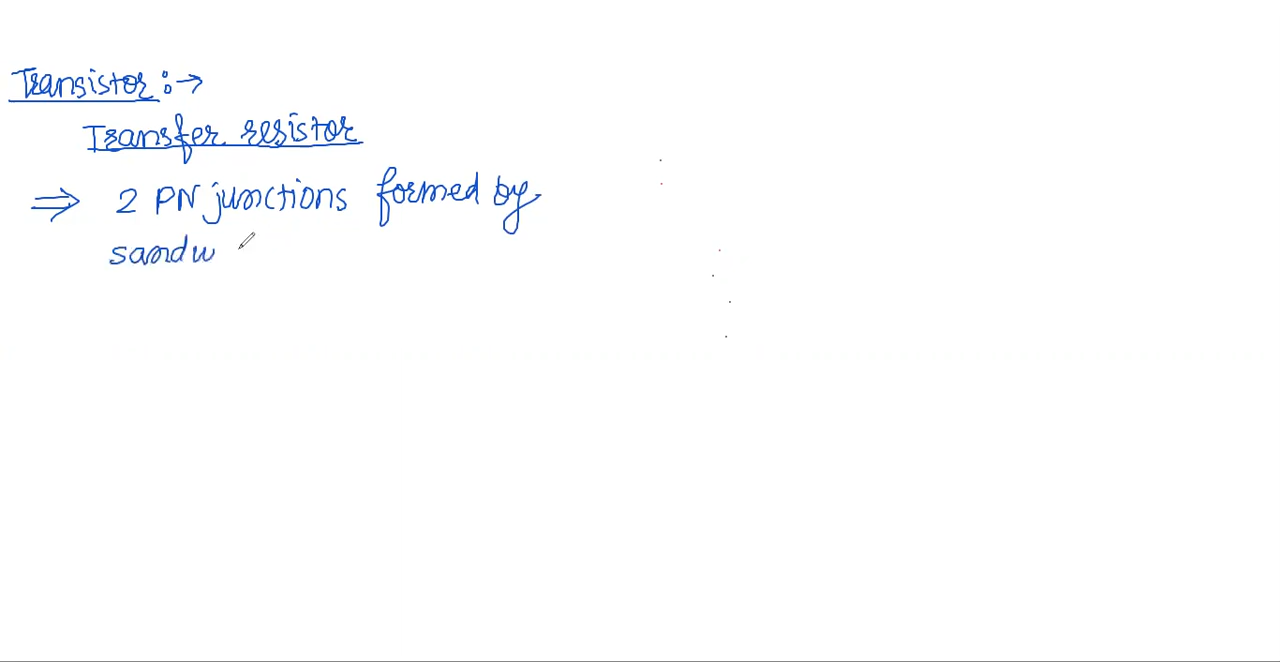 Transistor :→
Transfer resistor
⇒ 2 PN junctions formed by
sandw